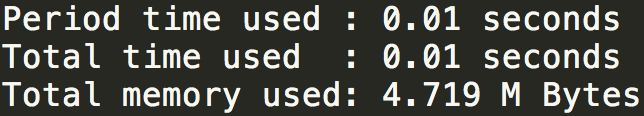 Period time used : 0.01 seconds
Total time used  : 0.01 seconds
Total memory used: 4.719 M Bytes